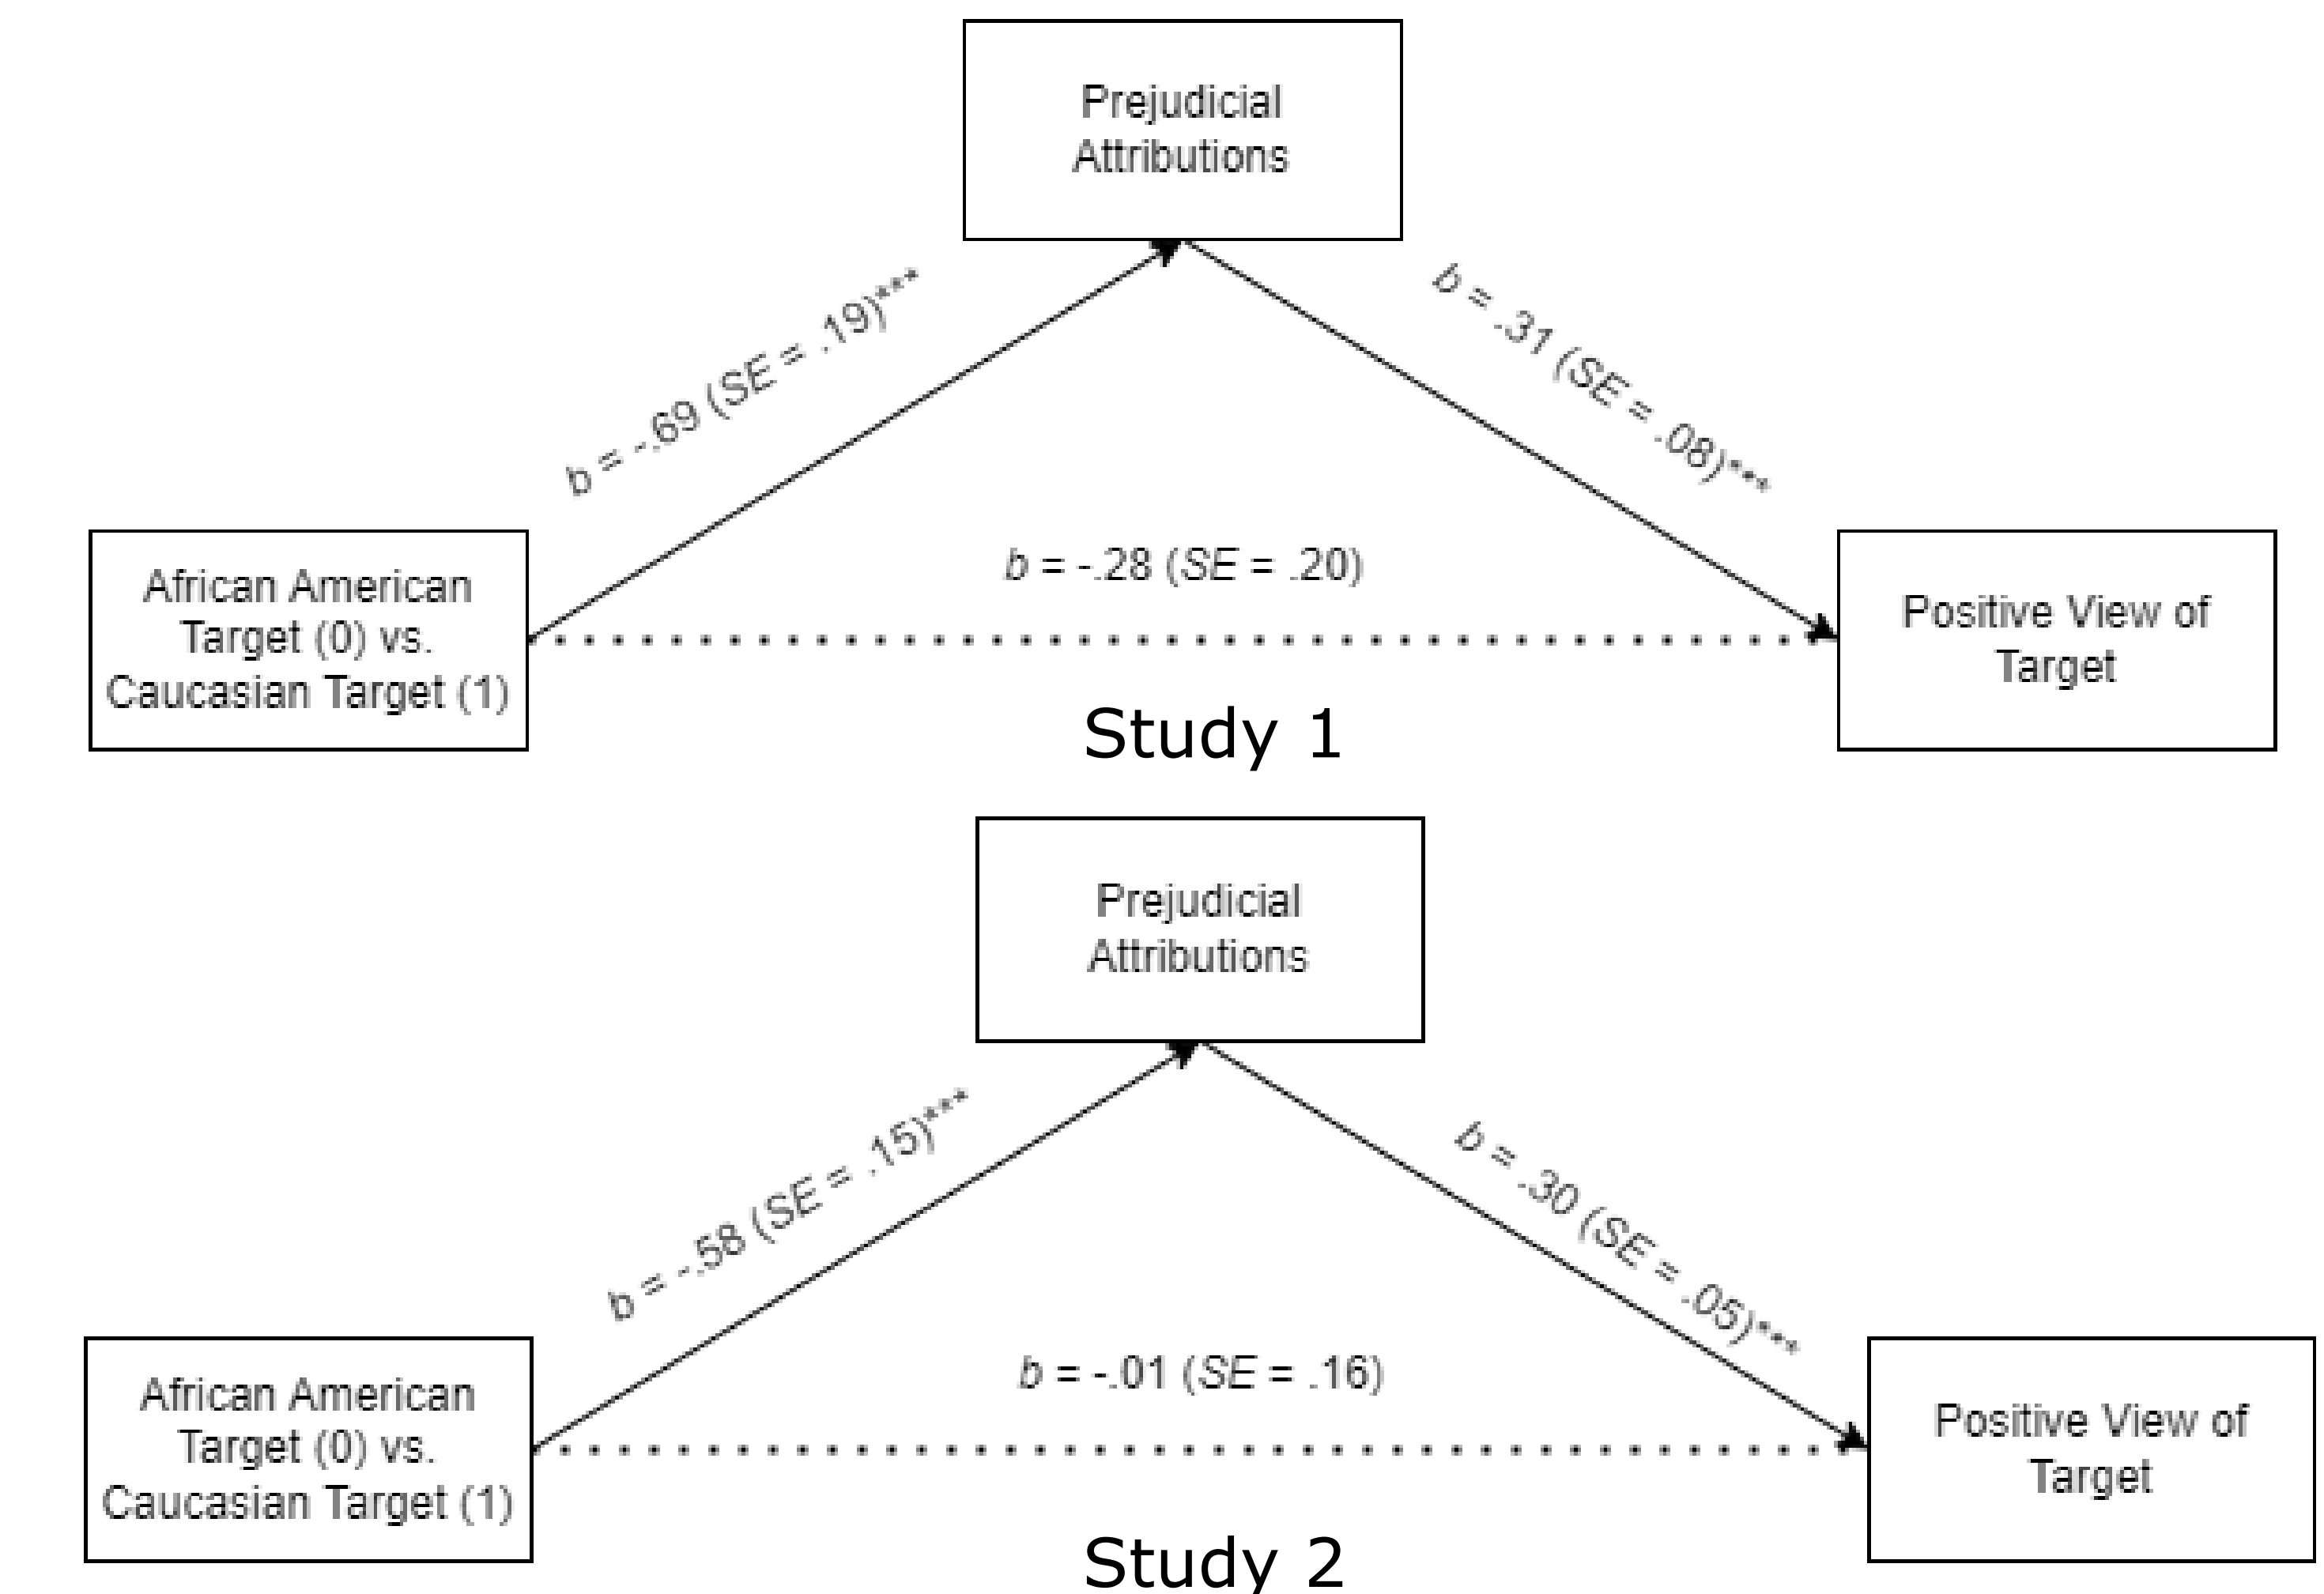 Prejudicial
Attributions
b = -.69 (SE = .19)***
b = .31 (SE = .08)***
b = -.28 (SE = .20)
African American
Target (0) vs.
Caucasian Target (1)
Positive View of
Target
Study 1
Prejudicial
Attributions
b = -.58 (SE = .15)***
b = .30 (SE = .05)***
b = -.01 (SE = .16)
African American
Target (0) vs.
Caucasian Target (1)
Positive View of
Target
Study 2